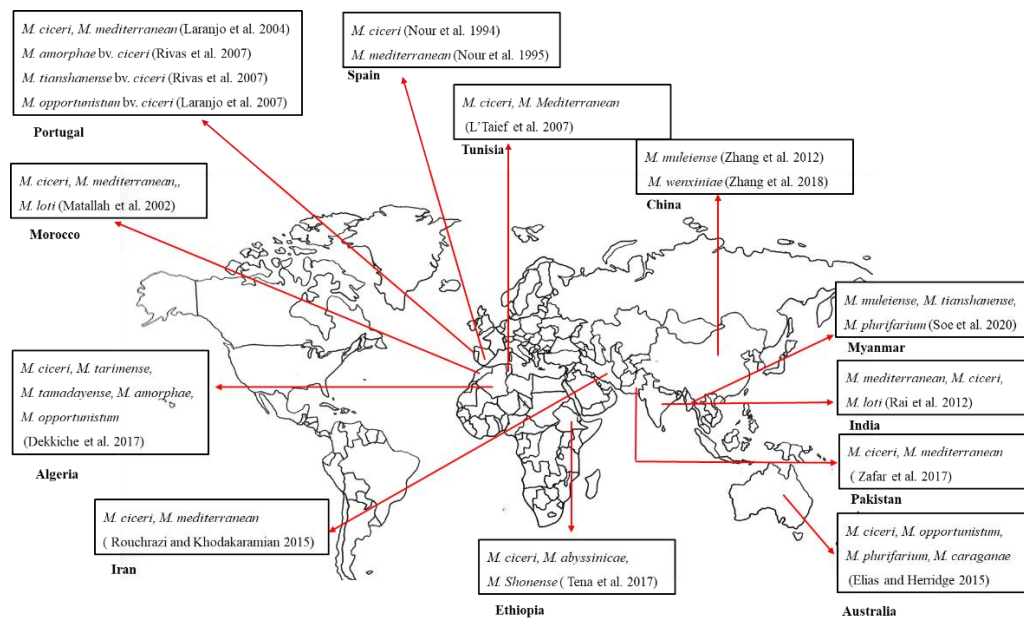 M. ciceri, M. mediterranean (Laranjo et al. 2004)
M. amorphae bv. ciceri (Rivas et al. 2007)
M. tianshanense bv. ciceri (Rivas et al. 2007)
M. opportunistum bv. ciceri (Laranjo et al. 2007)
Portugal
M. ciceri (Nour et al. 1994)
M. mediterranean (Nour et al. 1995)
Spain
M. ciceri, M. Mediterranean
(L’Taief et al. 2007)
Tunisia
M. muleiense (Zhang et al. 2012)
M. wenxiniae (Zhang et al. 2018)
China
M. ciceri, M. mediterranean,,
M. loti (Matallah et al. 2002)
Morocco
M. muleiense, M. tianshanense,
M. plurifarium (Soe et al. 2020)
Myanmar
M. mediterranean, M. ciceri,
M. loti (Rai et al. 2012)
India
M. ciceri, M. tarimense,
M. tamadayense, M. amorphae,
M. opportunistum
(Dekkiche et al. 2017)
Algeria
M. ciceri, M. mediterranean
( Zafar et al. 2017)
Pakistan
M. ciceri, M. mediterranean
( Rouchrazi and Khodakaramian 2015)
Iran
M. ciceri, M. abyssinicae,
M. Shonense ( Tena et al. 2017)
Ethiopia
M. ciceri, M. opportunistum,
M. plurifarium, M. caraganae
(Elias and Herridge 2015)
Australia